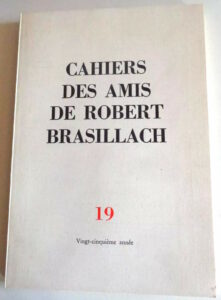 CAHIERS
DES AMIS
DE ROBERT
BRASILLACH
19
Vingt-cinquième année